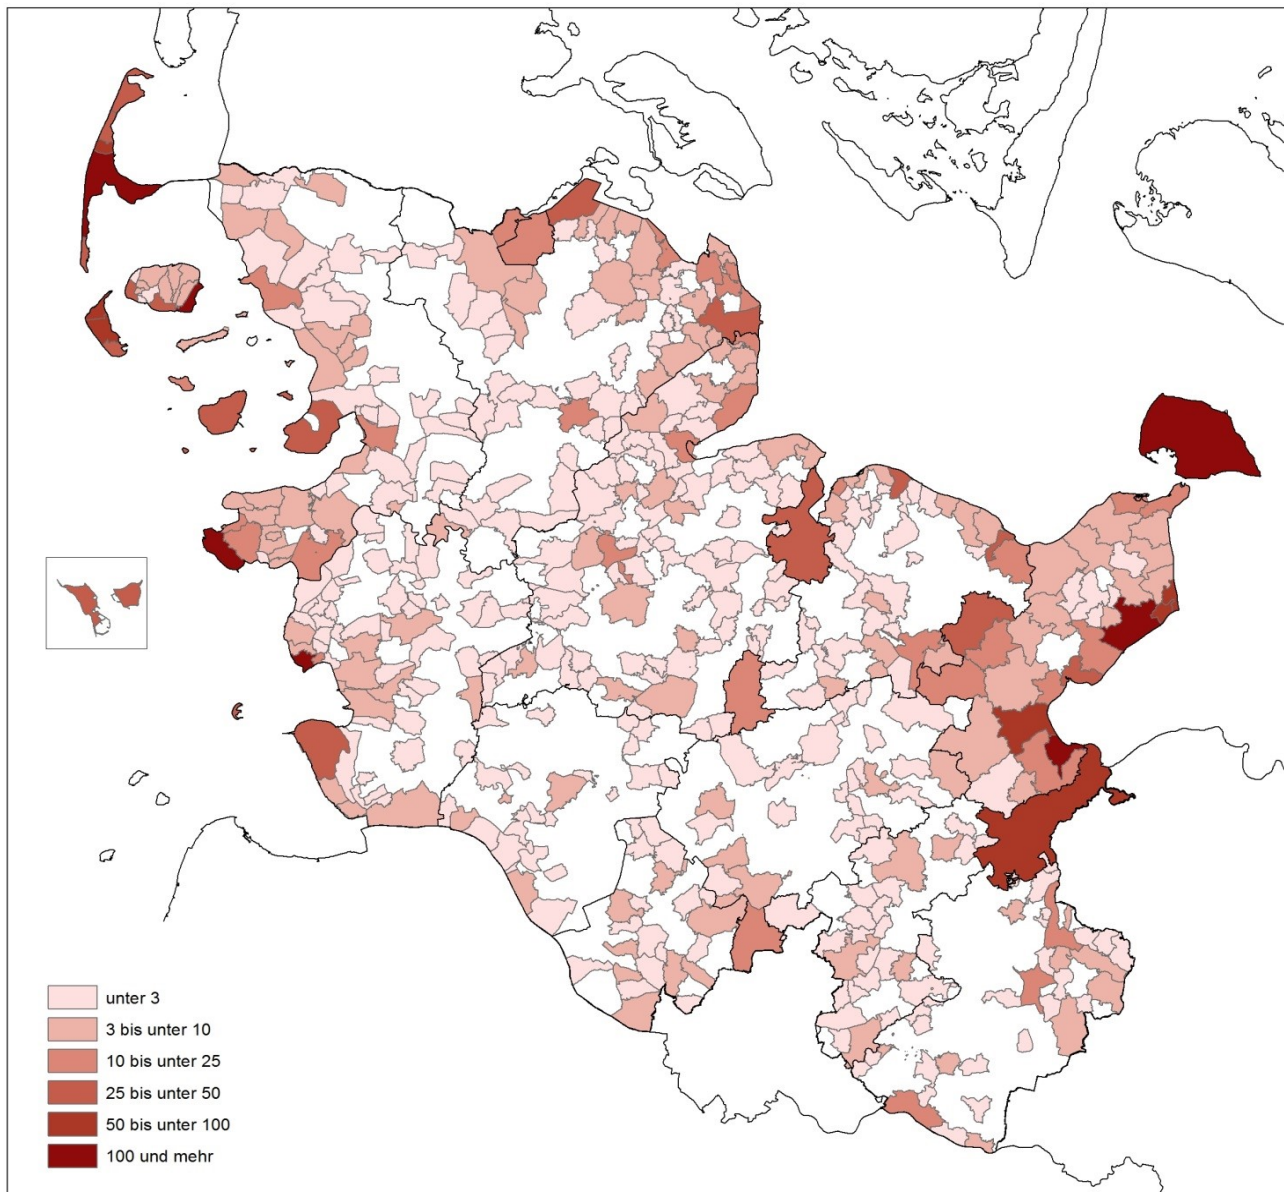 unter 3
3 bis unter 10
10 bis unter 25
25 bis unter 50
50 bis unter 100
100 und mehr